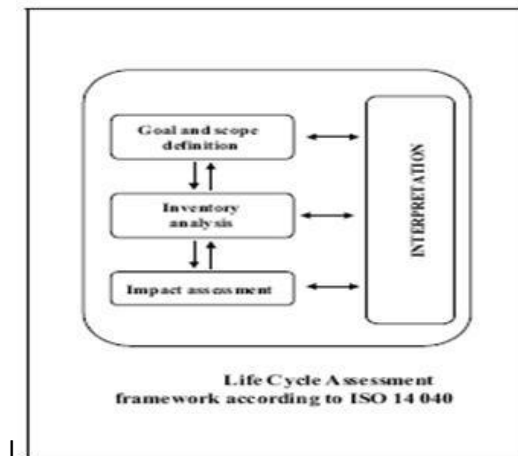 Goal and scope
definition
Inventory
analysis
Impact assessment
INTERPRETATION
Life Cycle Assessment
framework according to ISO 14 040